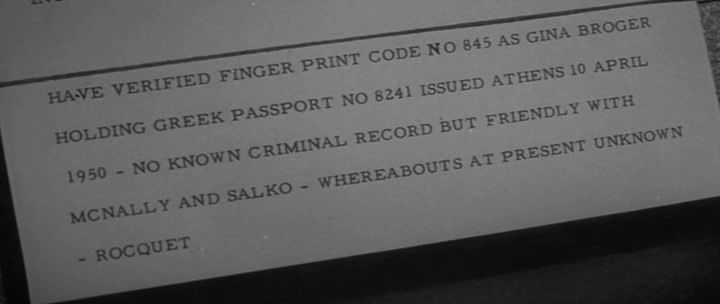 HAVE VERIFIED FINGER PRINT CODE NO 845 AS GINA BROGER
HOLDING GREEK PASSPORT NO 8241 ISSUED ATHENS 10 APRIL
1950 - NO KNOWN CRIMINAL RECORD BUT FRIENDLY WITH
MCNALLY AND SALKO - WHEREABOUTS AT PRESENT UNKNOWN
- ROCQUET